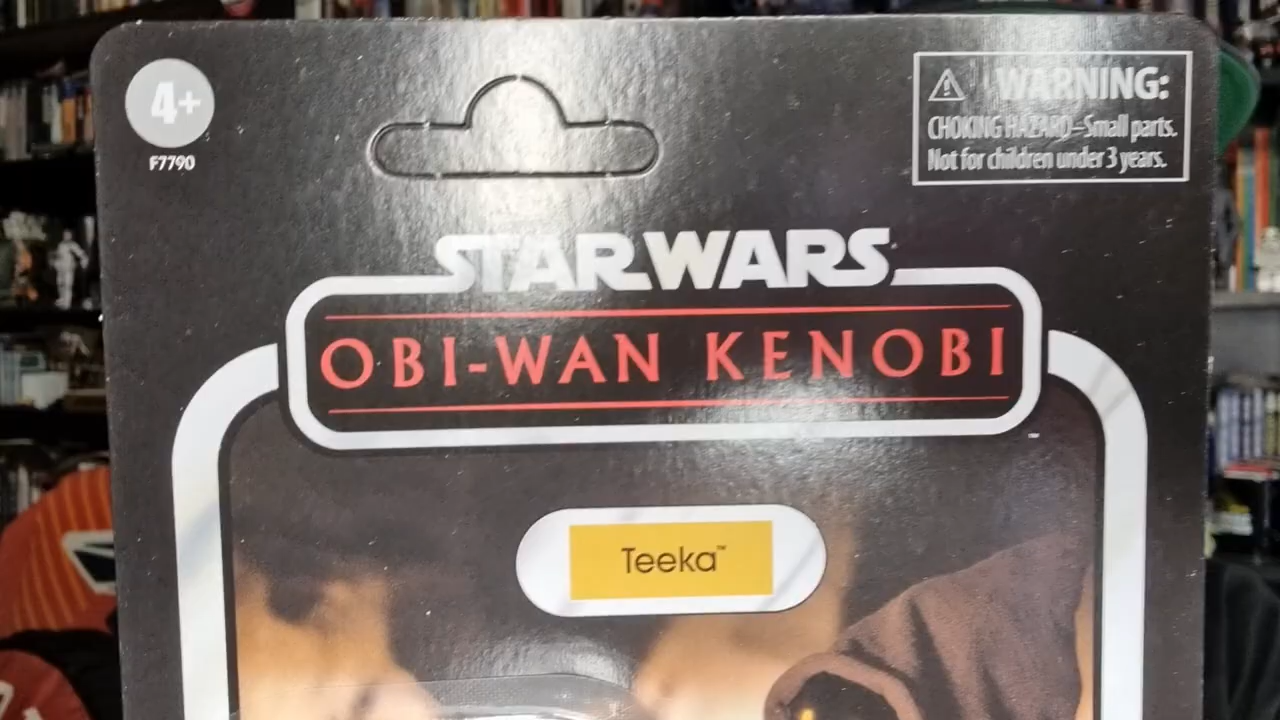 4+
F7790
WARNING:
CHOKING HAZARD–Small parts.
Not for children under 3 years.
STAR WARS
OBI-WAN KENOBI
™
Teeka™